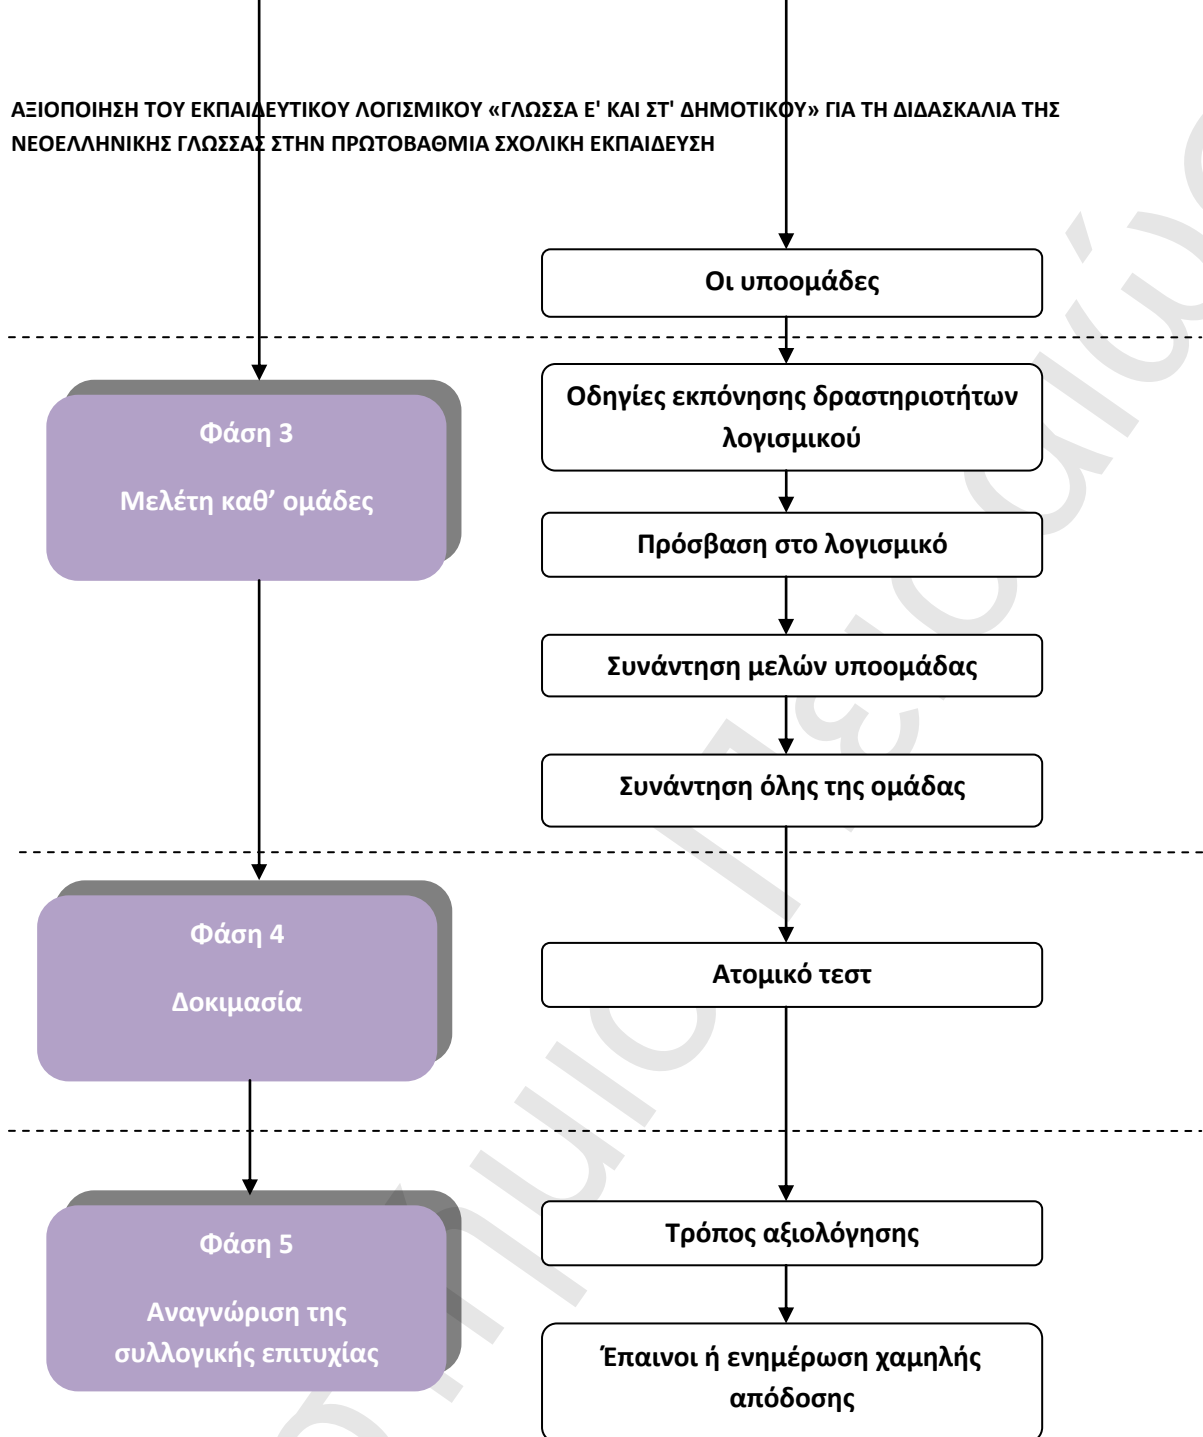 ΑΞΙΟΠΟΙΗΣΗ ΤΟΥ ΕΚΠΑΙΔΕΥΤΙΚΟΥ ΛΟΓΙΣΜΙΚΟΥ «ΓΛΩΣΣΑ Ε' ΚΑΙ ΣΤ' ΔΗΜΟΤΙΚΟΥ» ΓΙΑ ΤΗ ΔΙΔΑΣΚΑΛΙΑ ΤΗΣ
ΝΕΟΕΛΛΗΝΙΚΗΣ ΓΛΩΣΣΑΣ ΣΤΗΝ ΠΡΩΤΟΒΑΘΜΙΑ ΣΧΟΛΙΚΗ ΕΚΠΑΙΔΕΥΣΗ
Οι υποομάδες
Φάση 3
Μελέτη καθ’ ομάδες
Οδηγίες εκπόνησης δραστηριοτήτων
λογισμικού
Πρόσβαση στο λογισμικό
Συνάντηση μελών υποομάδας
Συνάντηση όλης της ομάδας
Φάση 4
Δοκιμασία
Ατομικό τεστ
Φάση 5
Αναγνώριση της
συλλογικής επιτυχίας
Τρόπος αξιολόγησης
Έπαινοι ή ενημέρωση χαμηλής
απόδοσης